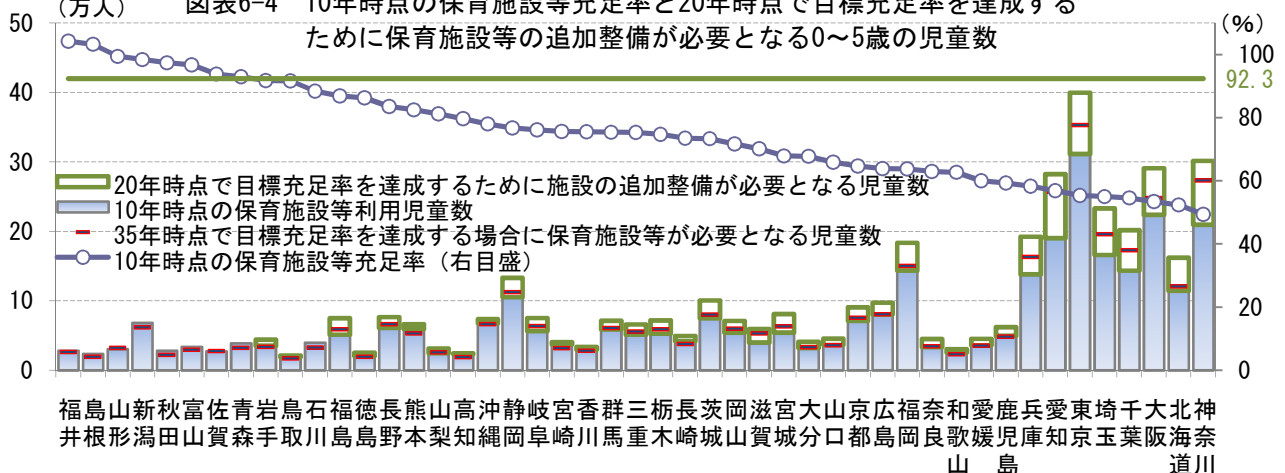 (万人)
図表6-4 10年時点の保育施設等充足率と20年時点で目標充足率を達成する
ために保育施設等の追加整備が必要となる0～5歳の児童数
(%)
50
40
30
20
10
0
100
92.3
80
60
40
20
0
20年時点で目標充足率を達成するために施設の追加整備が必要となる児童数
10年時点の保育施設等利用児童数
35年時点で目標充足率を達成する場合に保育施設等が必要となる児童数
10年時点の保育施設等充足率（右目盛）
福井
島根
山形
新潟
秋田
富山
佐賀
青森
岩手
鳥取
石川
福島
徳島
長野
熊本
山梨
高知
沖縄
静岡
岐阜
宮崎
香川
群馬
三重
栃木
長崎
茨城
岡山
滋賀
宮城
大分
山口
京都
広島
福岡
奈良
和歌山
愛媛
鹿児島
兵庫
愛知
東京
埼玉
千葉
大阪
北海道
神奈川